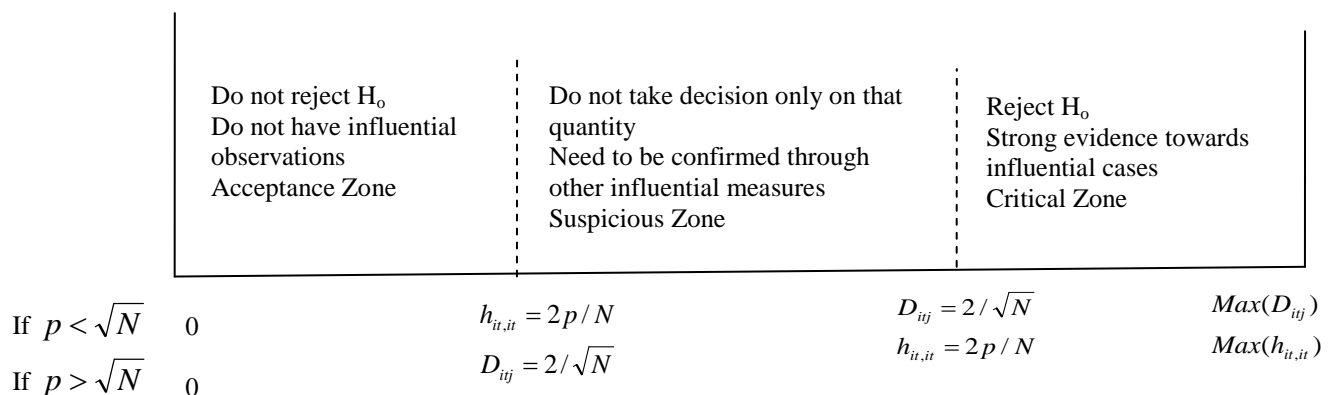 Do not reject Hₒ
Do not have influential
observations
Acceptance Zone
Do not take decision only on that
quantity
Need to be confirmed through
other influential measures
Suspicious Zone
Reject Hₒ
Strong evidence towards
influential cases
Critical Zone
If p < √N 0 h_{it,it} = 2p / N D_{itj} = 2 / √N Max(D_{itj})
If p > √N 0 D_{itj} = 2 / √N h_{it,it} = 2p / N Max(h_{it,it})